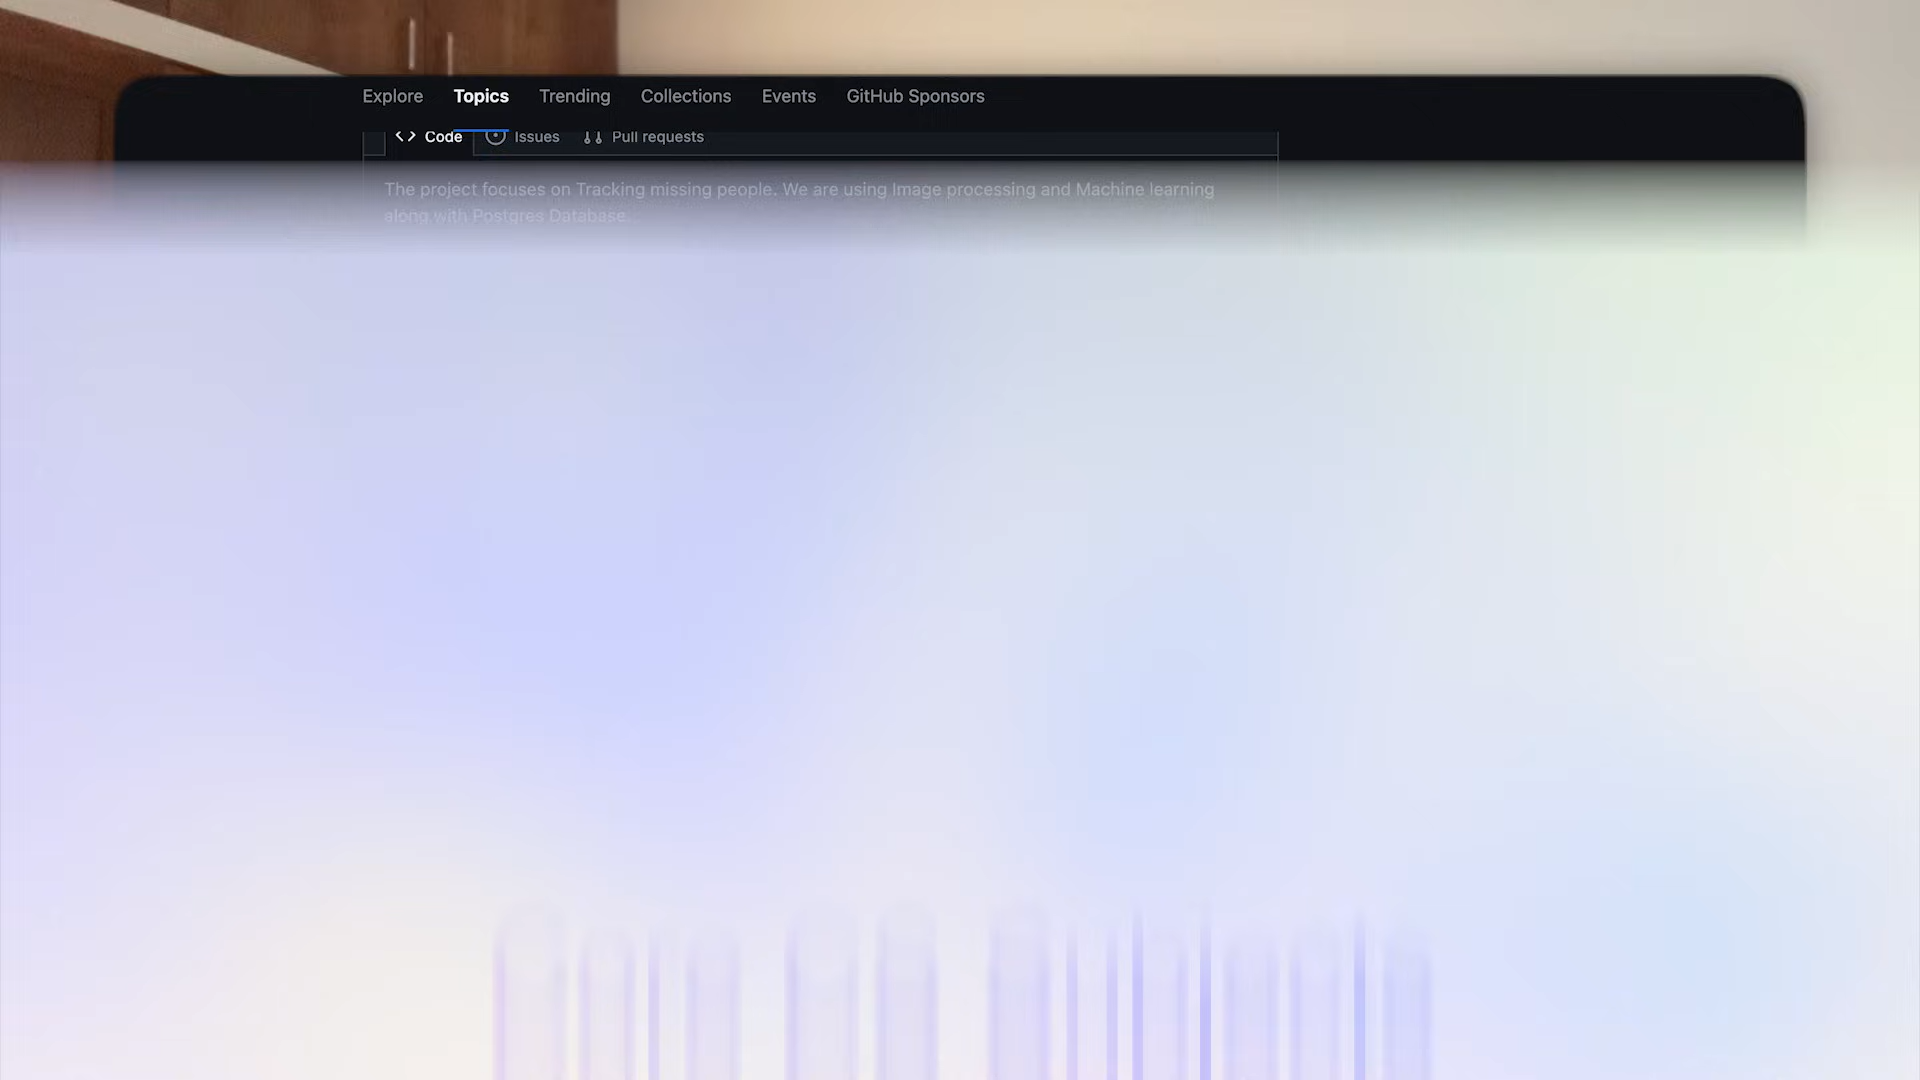 Explore Topics Trending Collections Events GitHub Sponsors
Code Issues Pull requests
The project focuses on Tracking missing people. We are using Image processing and Machine learning
along with Postgres Database...